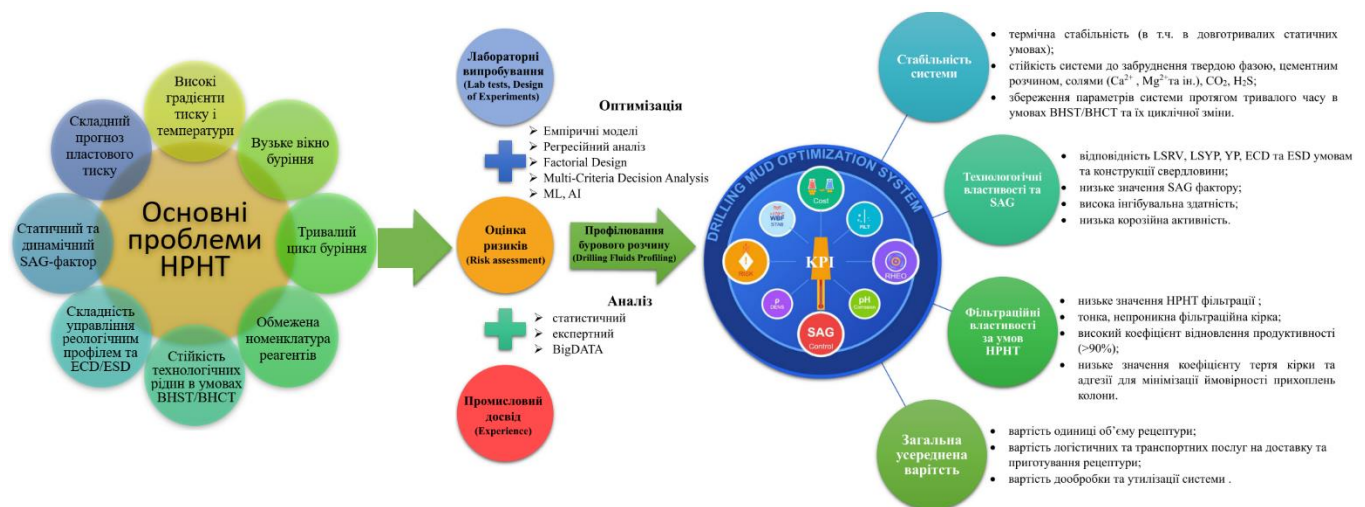 Основні
проблеми
НРНТ
Високі
градієнти
тиску і
температури
Вузьке вікно
буріння
Тривалий
цикл буріння
Обмежена
номенклатура
реагентів
Стійкість
технологічних
рідин в умовах
BHST/BHCT
Складність
управління
реологічним
профілем та
ECD/ESD
Статичний та
динамічний
SAG-фактор
Складний
прогноз
пластового
тиску
Лабораторні
випробування
(Lab tests, Design
of Experiments)
Оптимізація
➢ Емпіричні моделі
➢ Регресійний аналіз
➢ Factorial Design
➢ Multi-Criteria Decision Analysis
➢ ML, AI
Оцінка
ризиків
(Risk assessment)
Профілювання
бурового розчину
(Drilling Fluids Profiling)
Аналіз
➢ статистичний
➢ експертний
➢ BigDATA
Промисловий
досвід
(Experience)
DRILLING MUD OPTIMIZATION SYSTEM
KPI
Cost
FILT
RHEO
pH
SAG
Control
ρ
DENS
RISK
WBF
STAB
Стабільність
системи
• термічна стабільність (в т.ч. в довготривалих статичних
умовах);
• стійкість системи до забруднення твердою фазою, цементним
розчином, солями (Ca²⁺ , Mg²⁺та ін.), CO₂, H₂S;
• збереження параметрів системи протягом тривалого часу в
умовах BHST/BHCT та їх циклічної зміни.
Технологічні
властивості та
SAG
• відповідність LSRV, LSYP, YP, ECD та ESD умовам
та конструкції свердловини;
• низьке значення SAG фактору;
• висока інгібувальна здатність;
• низька корозійна активність.
Фільтраційні
властивості
за умов
НРНТ
• низьке значення НРНТ фільтрації ;
• тонка, непроникна фільтраційна кірка;
• високий коефіцієнт відновлення продуктивності
(>90%);
• низьке значення коефіцієнту тертя кірки та
адгезії для мінімізації ймовірності прихоплень
колони.
Загальна
усереднена
варітсть
• вартість одиниці об’єму рецептури;
• вартість логістичних та транспортних послуг на доставку та
приготування рецептури;
• вартість дообробки та утилізації системи .